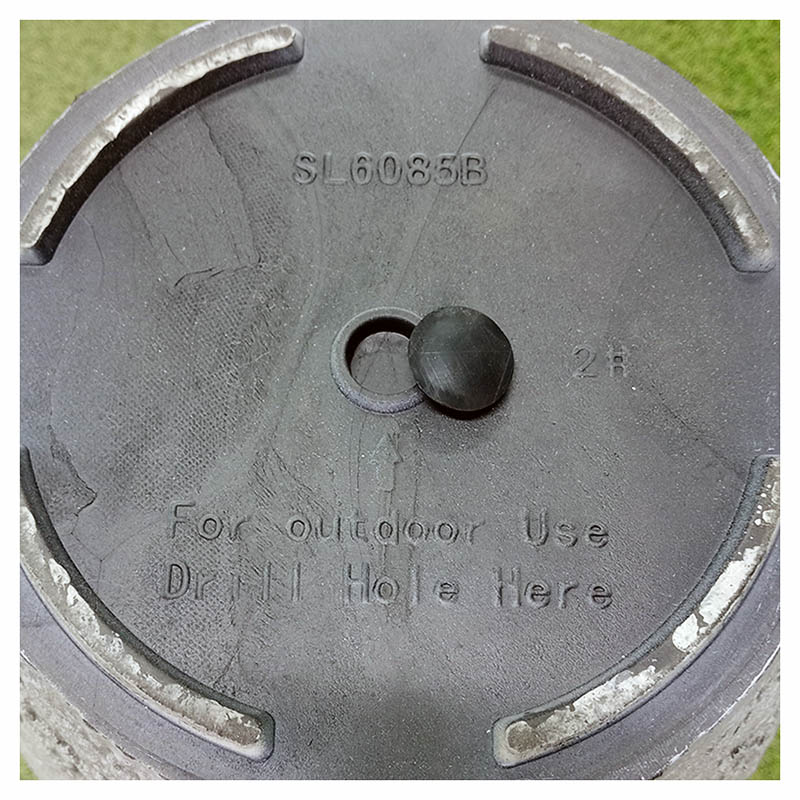 SL6085B
2#
For outdoor Use
Drill Hole Here